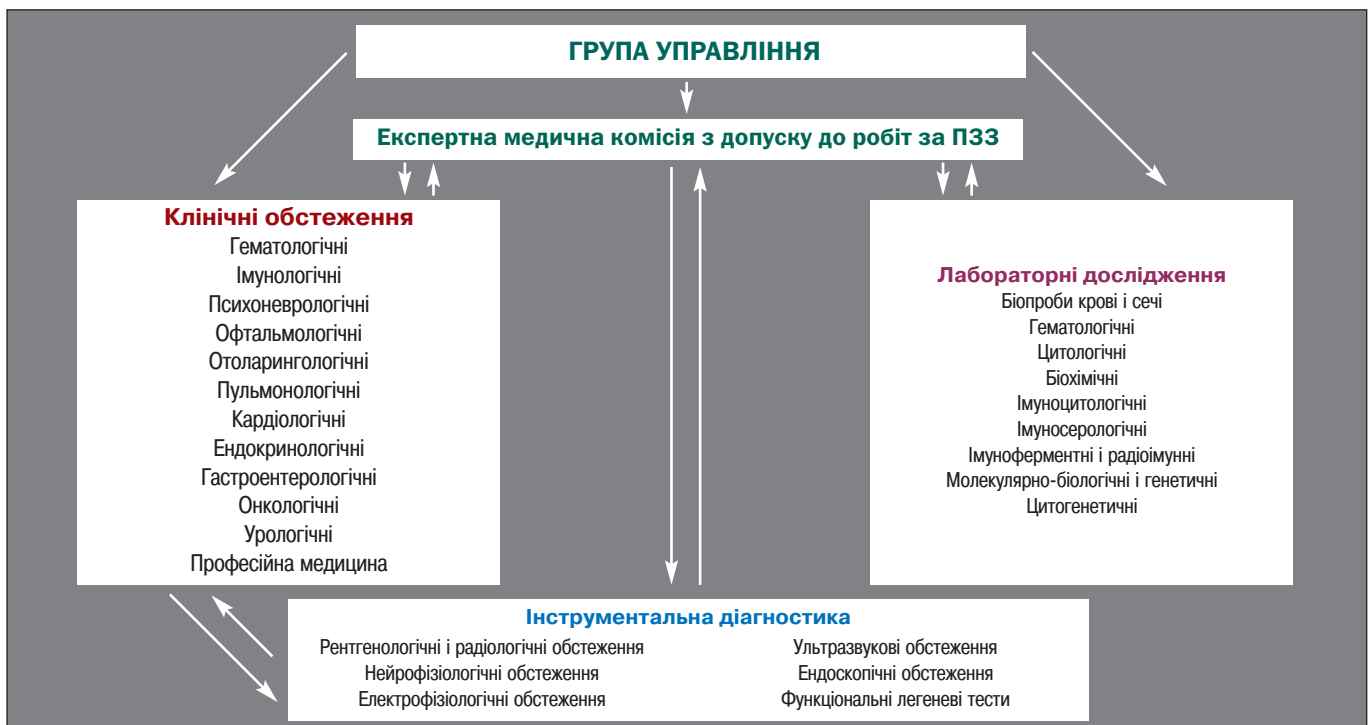 ГРУПА УПРАВЛІННЯ
Експертна медична комісія з допуску до робіт за ПЗЗ
Клінічні обстеження
Гематологічні
Імунологічні
Психоневрологічні
Офтальмологічні
Отоларингологічні
Пульмонологічні
Кардіологічні
Ендокринологічні
Гастроентерологічні
Онкологічні
Урологічні
Професійна медицина
Лабораторні дослідження
Біопроби крові і сечі
Гематологічні
Цитологічні
Біохімічні
Імуноцитологічні
Імуносерологічні
Імуноферментні і радіоімунні
Молекулярно-біологічні і генетичні
Цитогенетичні
Інструментальна діагностика
Рентгенологічні і радіологічні обстеження
Нейрофізіологічні обстеження
Електрофізіологічні обстеження
Ультразвукові обстеження
Ендоскопічні обстеження
Функціональні легеневі тести